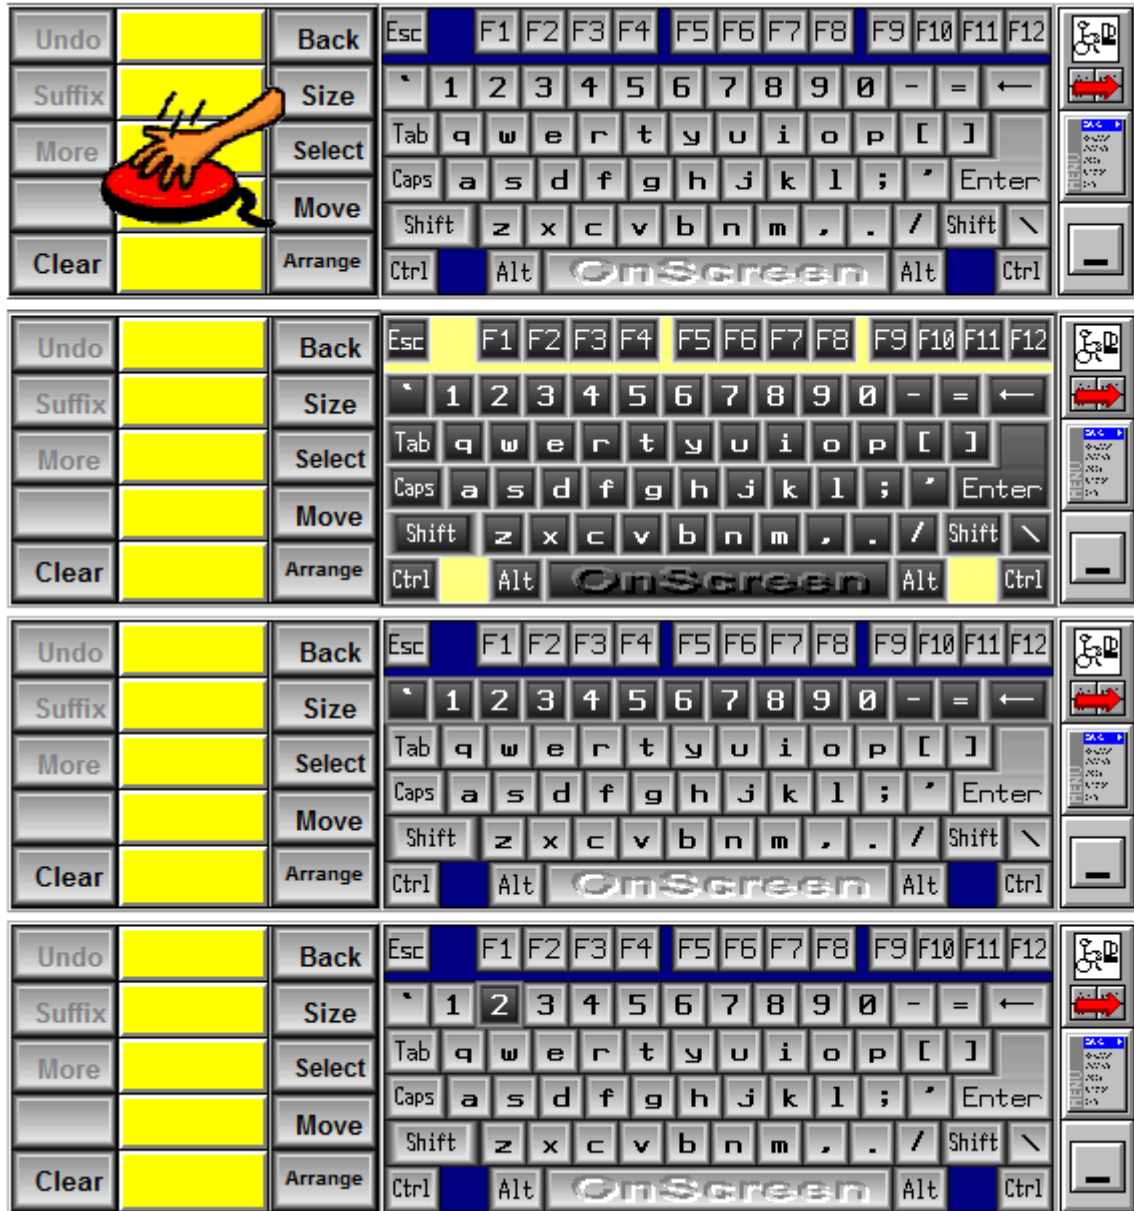 Undo Back Esc F1 F2 F3 F4 F5 F6 F7 F8 F9 F10 F11 F12
Suffix Size ` 1 2 3 4 5 6 7 8 9 0 - = ←
More Select Tab q w e r t y u i o p [ ] MENU
Move Caps a s d f g h j k l ; ' Enter
Shift z x c v b n m , . / Shift \
Clear Arrange Ctrl Alt OnScreen Alt Ctrl
Undo Back Esc F1 F2 F3 F4 F5 F6 F7 F8 F9 F10 F11 F12
Suffix Size ` 1 2 3 4 5 6 7 8 9 0 - = ←
More Select Tab q w e r t y u i o p [ ] MENU
Move Caps a s d f g h j k l ; ' Enter
Shift z x c v b n m , . / Shift \
Clear Arrange Ctrl Alt OnScreen Alt Ctrl
Undo Back Esc F1 F2 F3 F4 F5 F6 F7 F8 F9 F10 F11 F12
Suffix Size ` 1 2 3 4 5 6 7 8 9 0 - = ←
More Select Tab q w e r t y u i o p [ ] MENU
Move Caps a s d f g h j k l ; ' Enter
Shift z x c v b n m , . / Shift \
Clear Arrange Ctrl Alt OnScreen Alt Ctrl
Undo Back Esc F1 F2 F3 F4 F5 F6 F7 F8 F9 F10 F11 F12
Suffix Size ` 1 2 3 4 5 6 7 8 9 0 - = ←
More Select Tab q w e r t y u i o p [ ] MENU
Move Caps a s d f g h j k l ; ' Enter
Shift z x c v b n m , . / Shift \
Clear Arrange Ctrl Alt OnScreen Alt Ctrl